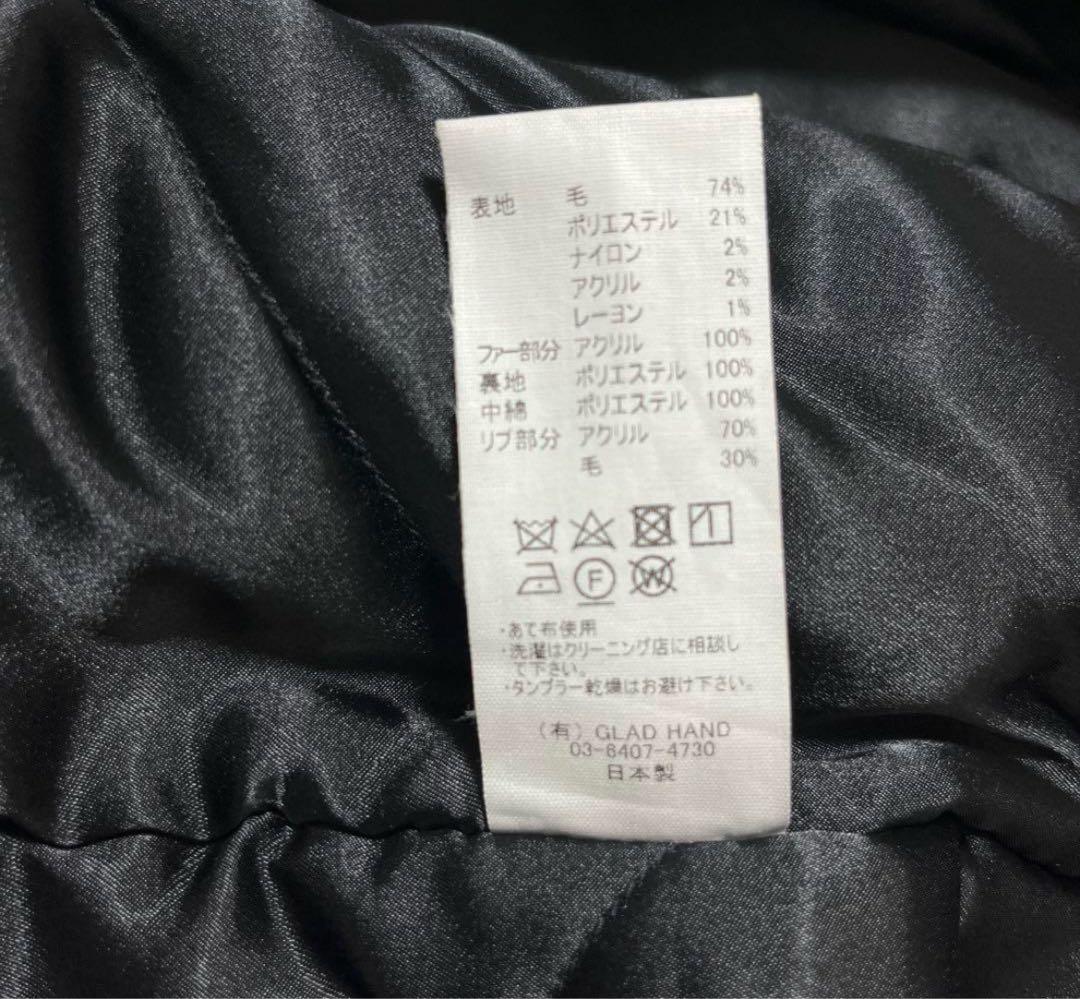 表地 毛 74%
ポリエステル 21%
ナイロン 2%
アクリル 2%
レーヨン 1%
ファー部分 アクリル 100%
裏地 ポリエステル 100%
中綿 ポリエステル 100%
リブ部分 アクリル 70%
毛 30%
F W
・あて布使用
・洗濯はクリーニング店に相談し
て下さい。
・タンブラー乾燥はお避け下さい。
(有) GLAD HAND
03-6407-4730
日本製